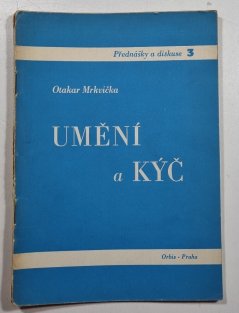 Přednášky a diskuse 3
Otakar Mrkvička
UMĚNÍ
a KÝČ
Orbis - Praha